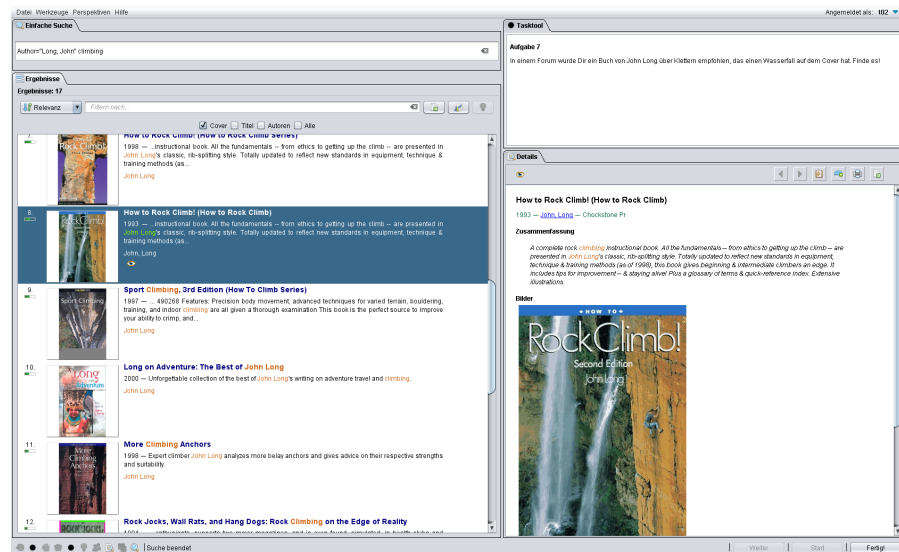 Datei Werkzeuge Perspektiven Hilfe
Angemeldet als: t02
Einfache Suche
Author="Long, John" climbing
Ergebnisse
Ergebnisse: 17
Relevanz
Filtern nach...
Cover Titel Autoren Alle
7.
How to Rock Climb! (How to Rock Climb Series)
1998 — ...instructional book. All the fundamentals -- from ethics to getting up the climb -- are presented in
John Long's classic, rib-splitting style. Totally updated to reflect new standards in equipment, technique &
training methods (as...
John Long
Rock Climb!
8.
How to Rock Climb! (How to Rock Climb)
1993 — ...instructional book. All the fundamentals -- from ethics to getting up the climb -- are presented in
John Long's classic, rib-splitting style. Totally updated to reflect new standards in equipment, technique &
training methods (as...
John, Long
RockClimb!
9.
Sport Climbing, 3rd Edition (How To Climb Series)
1997 — ... 490268 Features: Precision body movement, advanced techniques for varied terrain, bouldering,
training, and indoor climbing are all given a thorough examination This book is the perfect source to improve
your ability to crimp, and...
John Long
Sport Climbing
10.
Long on Adventure: The Best of John Long
2000 — Unforgettable collection of the best of John Long's writing on adventure travel and climbing.
John Long
LONG
Adventure
11.
More Climbing Anchors
1998 — Expert climber John Long analyzes more belay anchors and gives advice on their respective strengths
and suitability.
John Long
More
Climbing
Anchors
12.
Rock Jocks, Wall Rats, and Hang Dogs: Rock Climbing on the Edge of Reality
ROCK JOCKS,
Suche beendet
Tasktool
Aufgabe 7
In einem Forum wurde Dir ein Buch von John Long über Klettern empfohlen, das einen Wasserfall auf dem Cover hat. Finde es!
Details
How to Rock Climb! (How to Rock Climb)
1993 — John, Long — Chockstone Pr
Zusammenfassung
A complete rock climbing instructional book. All the fundamentals -- from ethics to getting up the climb -- are
presented in John Long's classic, rib-splitting style. Totally updated to reflect new standards in equipment,
technique & training methods (as of 1998), this book gives beginning & intermediate climbers an edge. It
includes tips for improvement -- & staying alive! Plus a glossary of terms & quick-reference index. Extensive
illustrations.
Bilder
HOW TO
RockClimb!
Second Edition
John Long
Weiter
Start
Fertig!